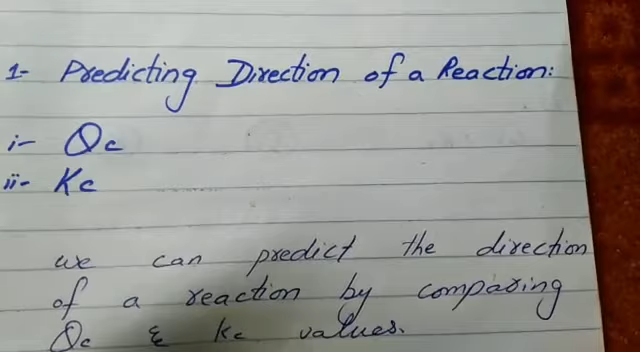 1- Predicting Direction of a Reaction:
i- Qc
ii- Kc
we can predict the direction
of a reaction by comparing
Qc & Kc values.